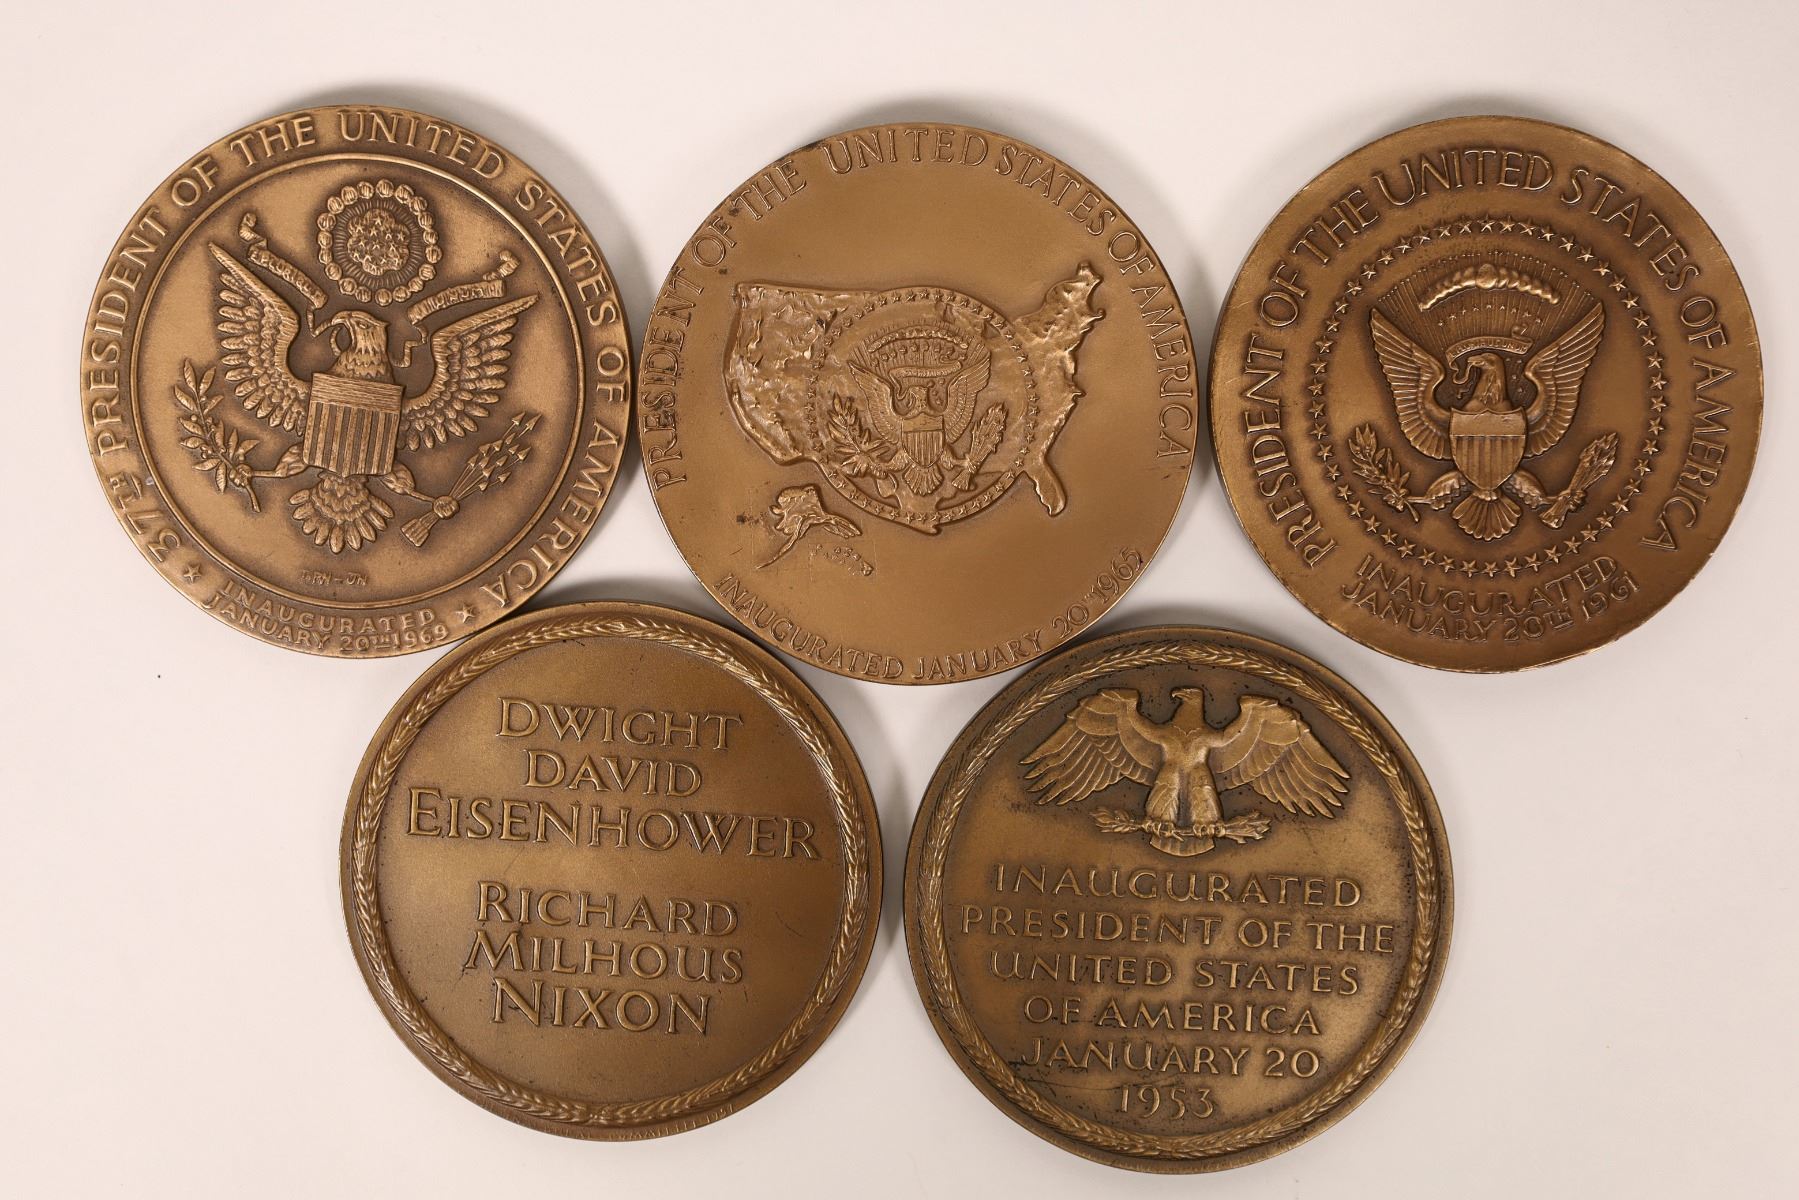 37TH PRESIDENT OF THE UNITED STATES OF AMERICA
INAUGURATED
JANUARY 20TH 1969
PRESIDENT OF THE UNITED STATES OF AMERICA
INAUGURATED JANUARY 20TH 1965
PRESIDENT OF THE UNITED STATES OF AMERICA
INAUGURATED
JANUARY 20TH 1961
DWIGHT
DAVID
EISENHOWER
RICHARD
MILHOUS
NIXON
INAUGURATED
PRESIDENT OF THE
UNITED STATES
OF AMERICA
JANUARY 20
1953